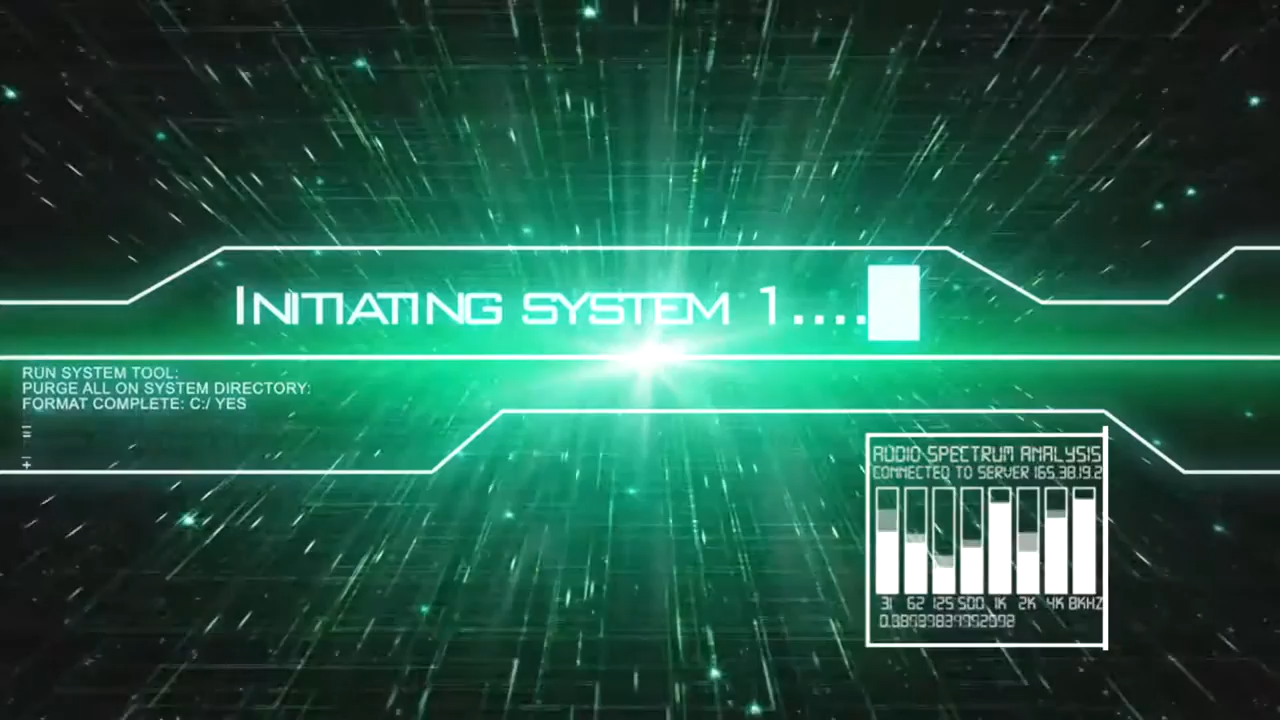 INITIATING SYSTEM 1....
RUN SYSTEM TOOL:
PURGE ALL ON SYSTEM DIRECTORY:
FORMAT COMPLETE: C:/ YES
AUDIO SPECTRUM ANALYSIS
CONNECTED TO SERVER 165.38.19.2
31 62 125 500 1K 2K 4K 8KHZ